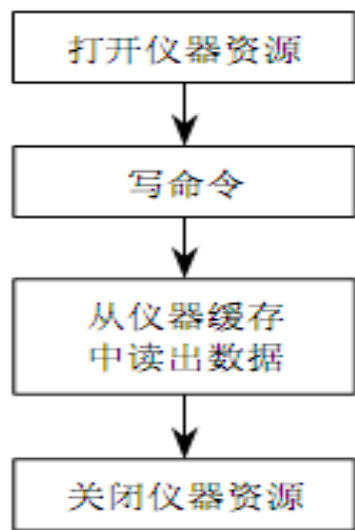 打开仪器资源
写命令
从仪器缓存
中读出数据
关闭仪器资源